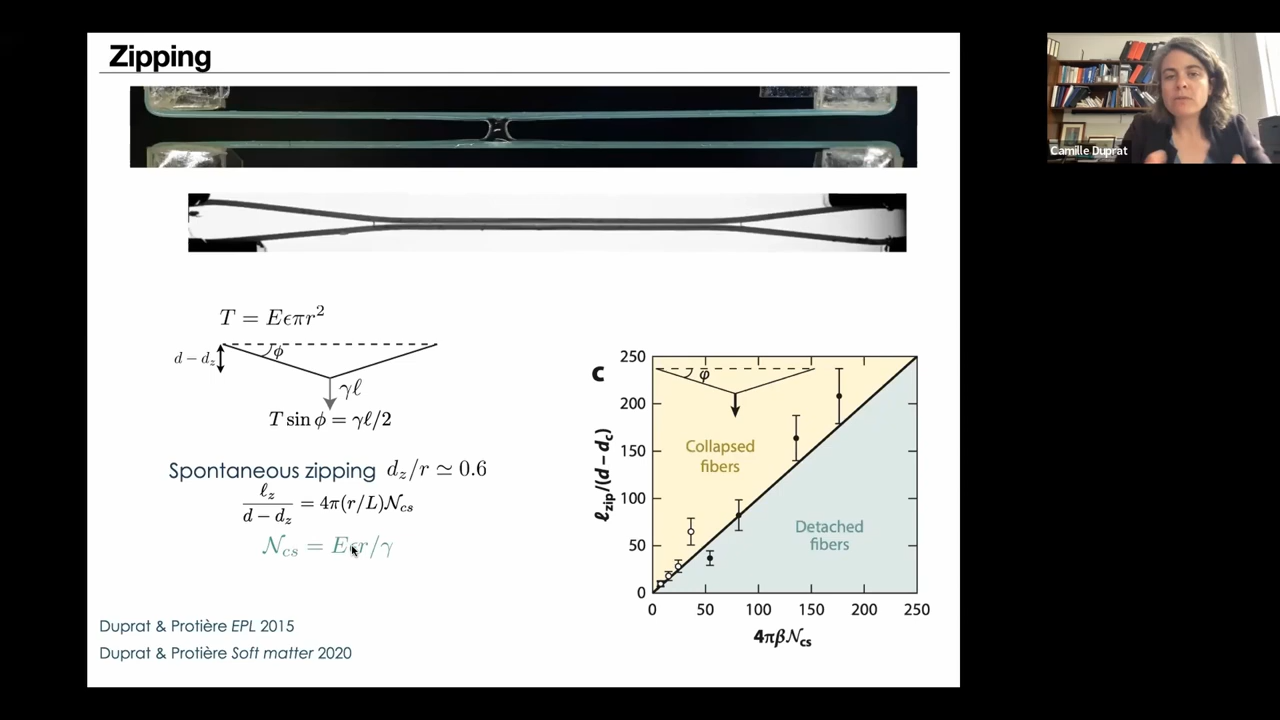 Zipping
Camille Duprat
T = Eϵπr²
d − d_z
ϕ
γℓ
T sin ϕ = γℓ/2
Spontaneous zipping d_z/r ≃ 0.6
ℓ_z / (d − d_z) = 4π(r/L)𝒩_cs
𝒩_cs = Eϵr/γ
Duprat & Protière EPL 2015
Duprat & Protière Soft matter 2020
c
φ
Collapsed
fibers
Detached
fibers
250
200
150
100
50
0
ℓ_zip/(d − d_c)
0 50 100 150 200 250
4πβ𝒩_cs